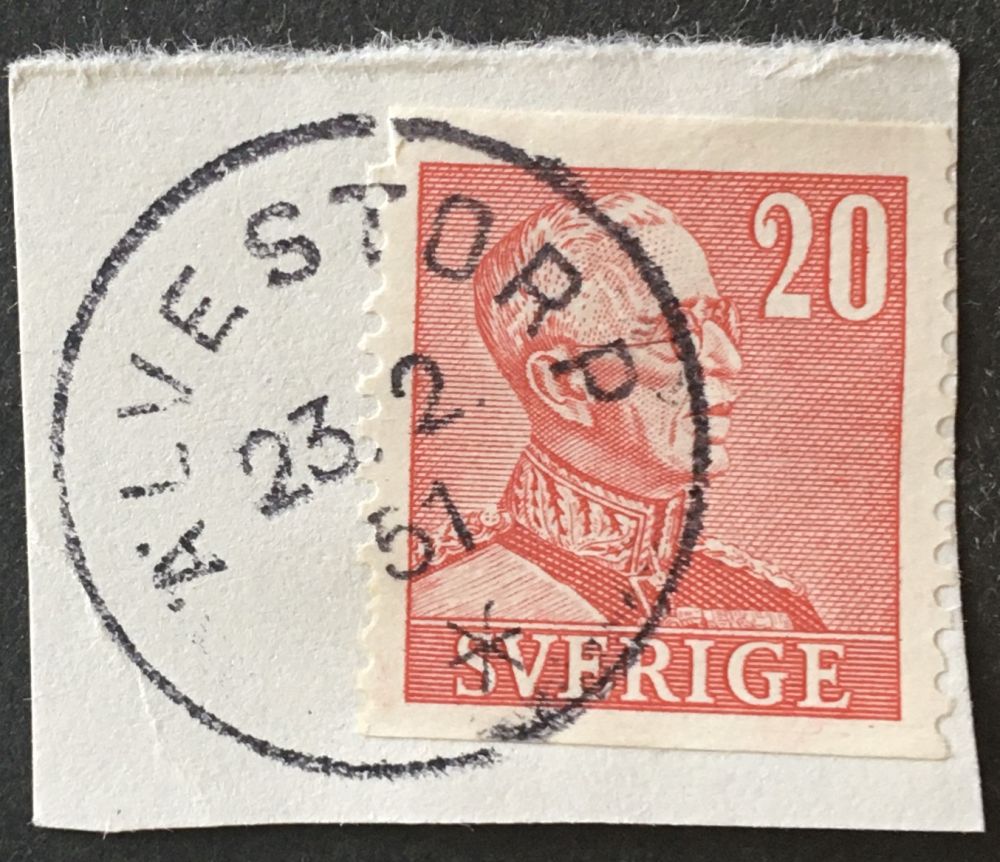 ÄLVESTORP
23. 2.
51
20
SVERIGE